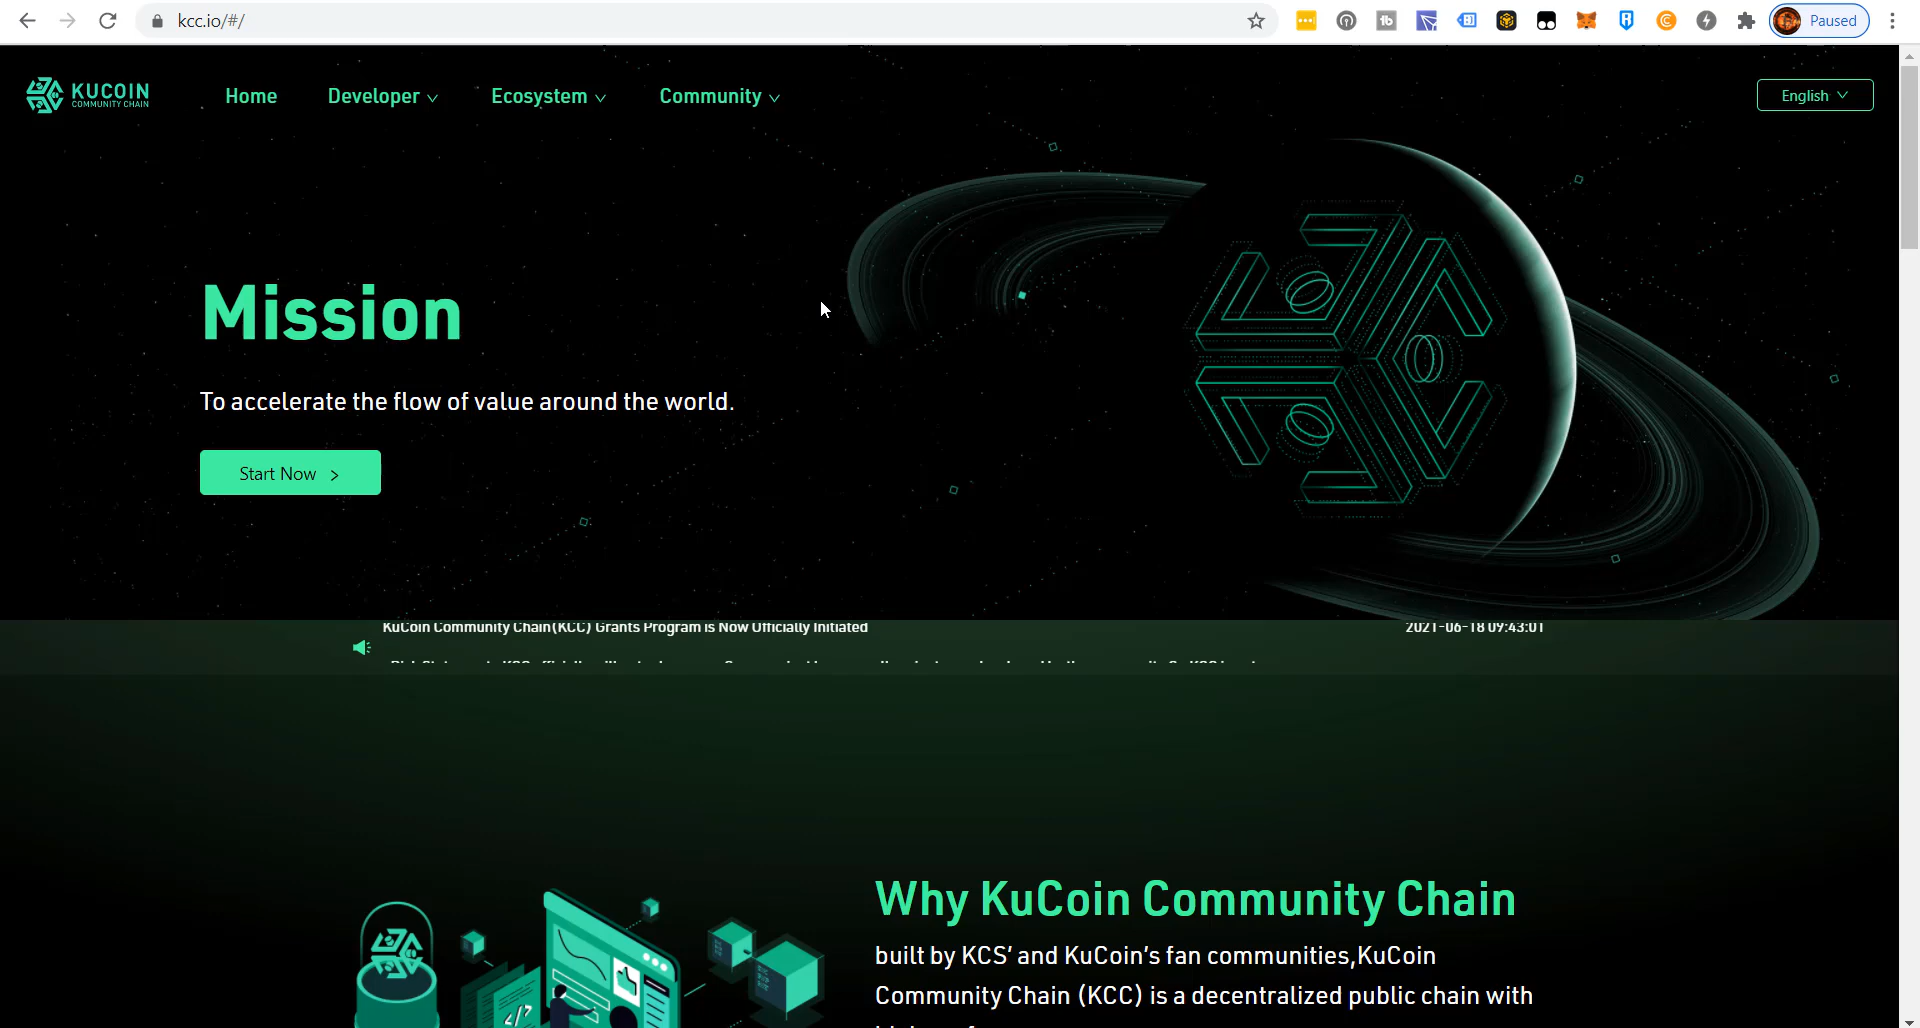 kcc.io/#/
Paused
KUCOIN
COMMUNITY CHAIN
Home
Developer
Ecosystem
Community
English
Mission
To accelerate the flow of value around the world.
Start Now >
KuCoin Community Chain(KCC) Grants Program is Now Officially Initiated
2021-06-18 09:43:01
Why KuCoin Community Chain
built by KCS' and KuCoin's fan communities,KuCoin
Community Chain (KCC) is a decentralized public chain with